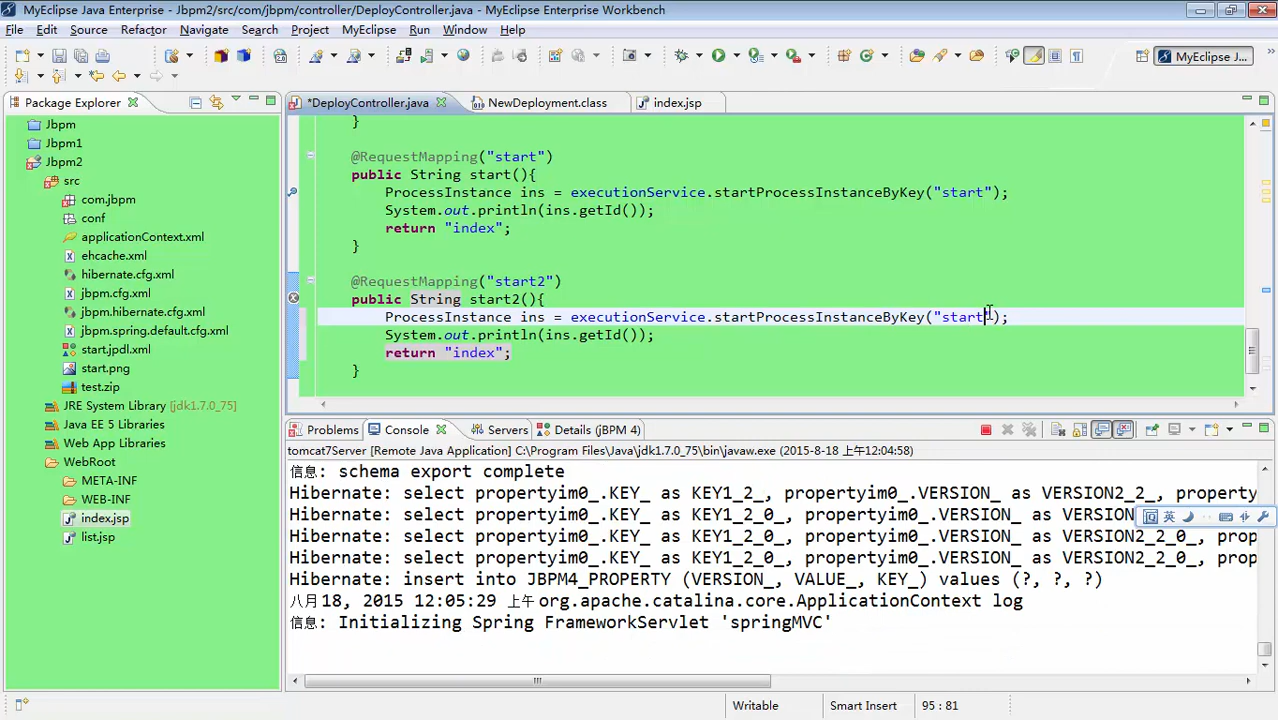 MyEclipse Java Enterprise - Jbpm2/src/com/jbpm/controller/DeployController.java - MyEclipse Enterprise Workbench
File Edit Source Refactor Navigate Search Project MyEclipse Run Window Help
MyEclipse J...
Package Explorer
*DeployController.java NewDeployment.class index.jsp
Jbpm
Jbpm1
Jbpm2
src
com.jbpm
conf
applicationContext.xml
ehcache.xml
hibernate.cfg.xml
jbpm.cfg.xml
jbpm.hibernate.cfg.xml
jbpm.spring.default.cfg.xml
start.jpdl.xml
start.png
test.zip
JRE System Library [jdk1.7.0_75]
Java EE 5 Libraries
Web App Libraries
WebRoot
META-INF
WEB-INF
index.jsp
list.jsp
}
@RequestMapping("start")
public String start(){
ProcessInstance ins = executionService.startProcessInstanceByKey("start");
System.out.println(ins.getId());
return "index";
}
@RequestMapping("start2")
public String start2(){
ProcessInstance ins = executionService.startProcessInstanceByKey("start");
System.out.println(ins.getId());
return "index";
}
Problems Console Servers Details (jBPM 4)
tomcat7Server [Remote Java Application] C:\Program Files\Java\jdk1.7.0_75\bin\javaw.exe (2015-8-18 上午12:04:58)
信息: schema export complete
Hibernate: select propertyim0_.KEY_ as KEY1_2_, propertyim0_.VERSION_ as VERSION2_2_, property
Hibernate: select propertyim0_.KEY_ as KEY1_2_0_, propertyim0_.VERSION_ as VERSION
Hibernate: select propertyim0_.KEY_ as KEY1_2_0_, propertyim0_.VERSION_ as VERSION2_2_0_, prop
Hibernate: select propertyim0_.KEY_ as KEY1_2_0_, propertyim0_.VERSION_ as VERSION2_2_0_, prop
Hibernate: insert into JBPM4_PROPERTY (VERSION_, VALUE_, KEY_) values (?, ?, ?)
八月 18, 2015 12:05:29 上午 org.apache.catalina.core.ApplicationContext log
信息: Initializing Spring FrameworkServlet 'springMVC'
英
Writable Smart Insert 95 : 81